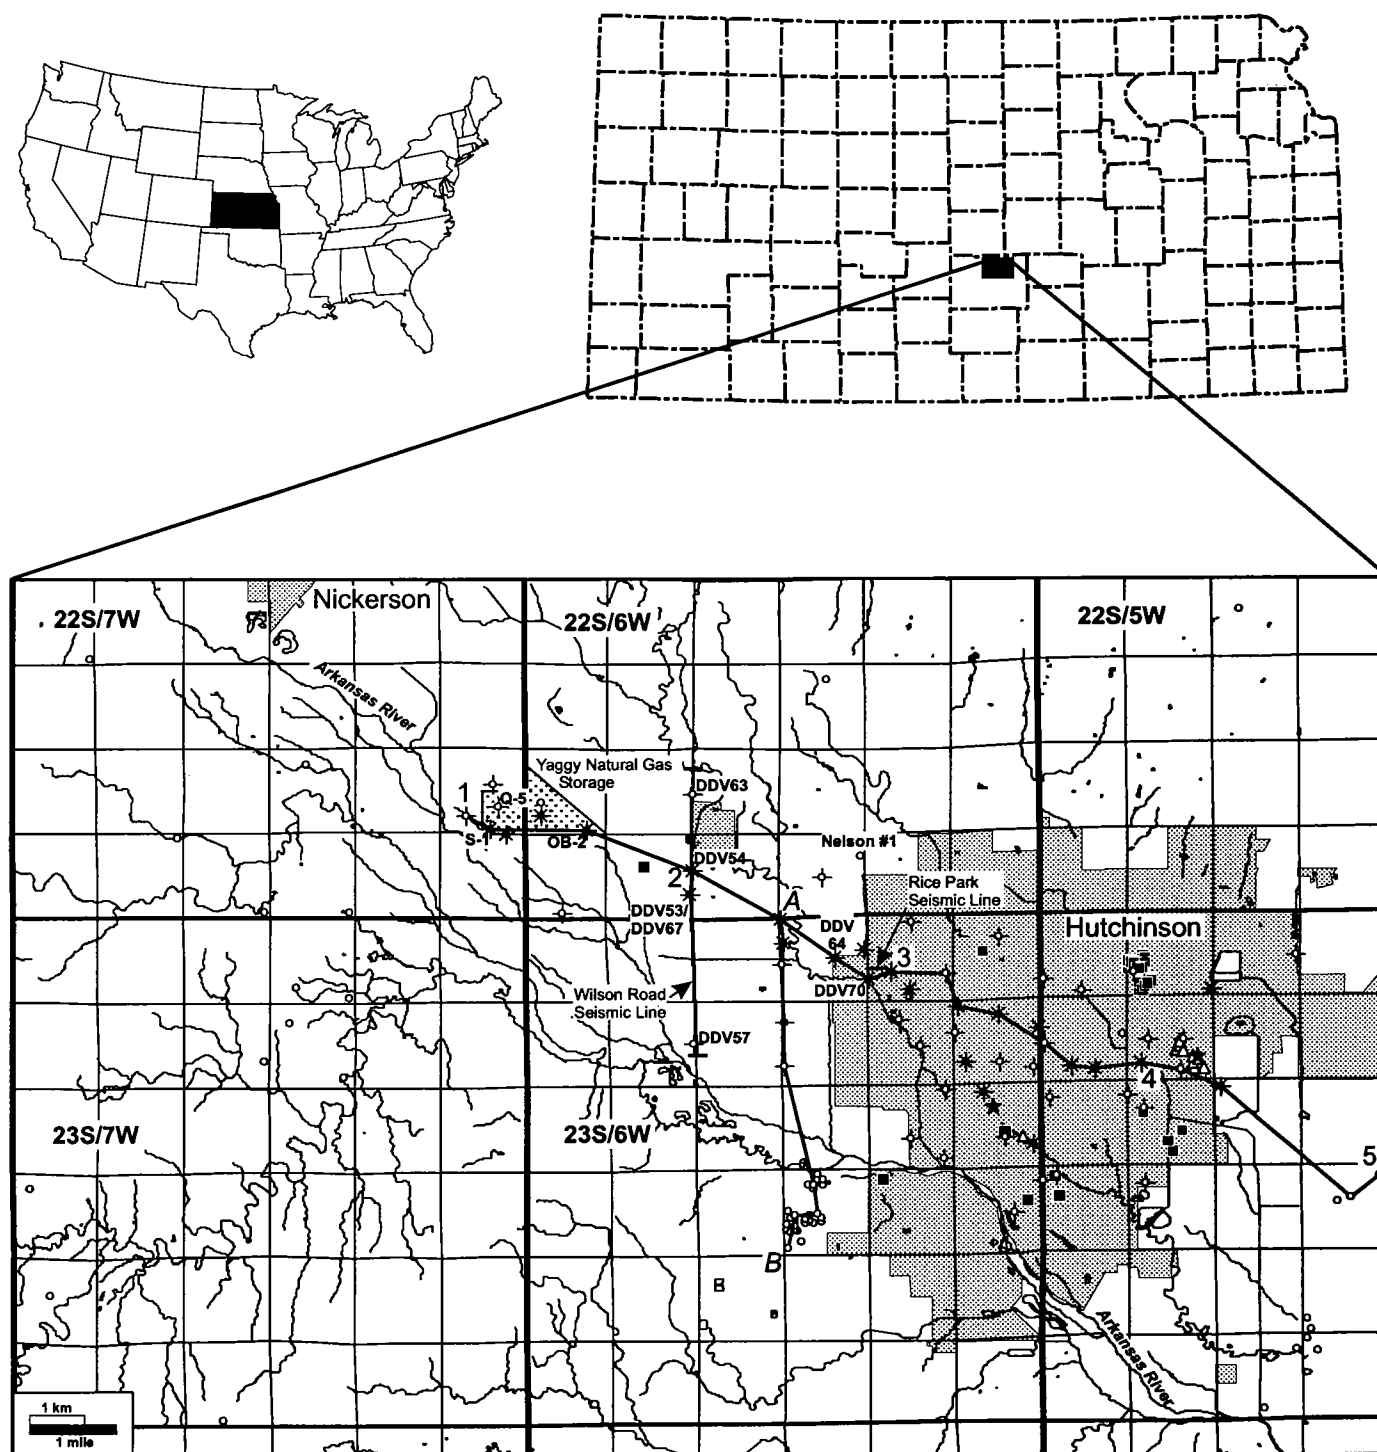 Nickerson
22S/7W
22S/6W
22S/5W
Arkansas River
Yaggy Natural Gas
Storage
1
Q-5
DDV63
S-1
OB-2
Nelson #1
DDV54
2
Rice Park
Seismic Line
A
DDV53/
DDV67
DDV
64
Hutchinson
3
DDV70
Wilson Road
Seismic Line
DDV57
4
23S/7W
23S/6W
5
B
Arkansas River
1 km
1 mile